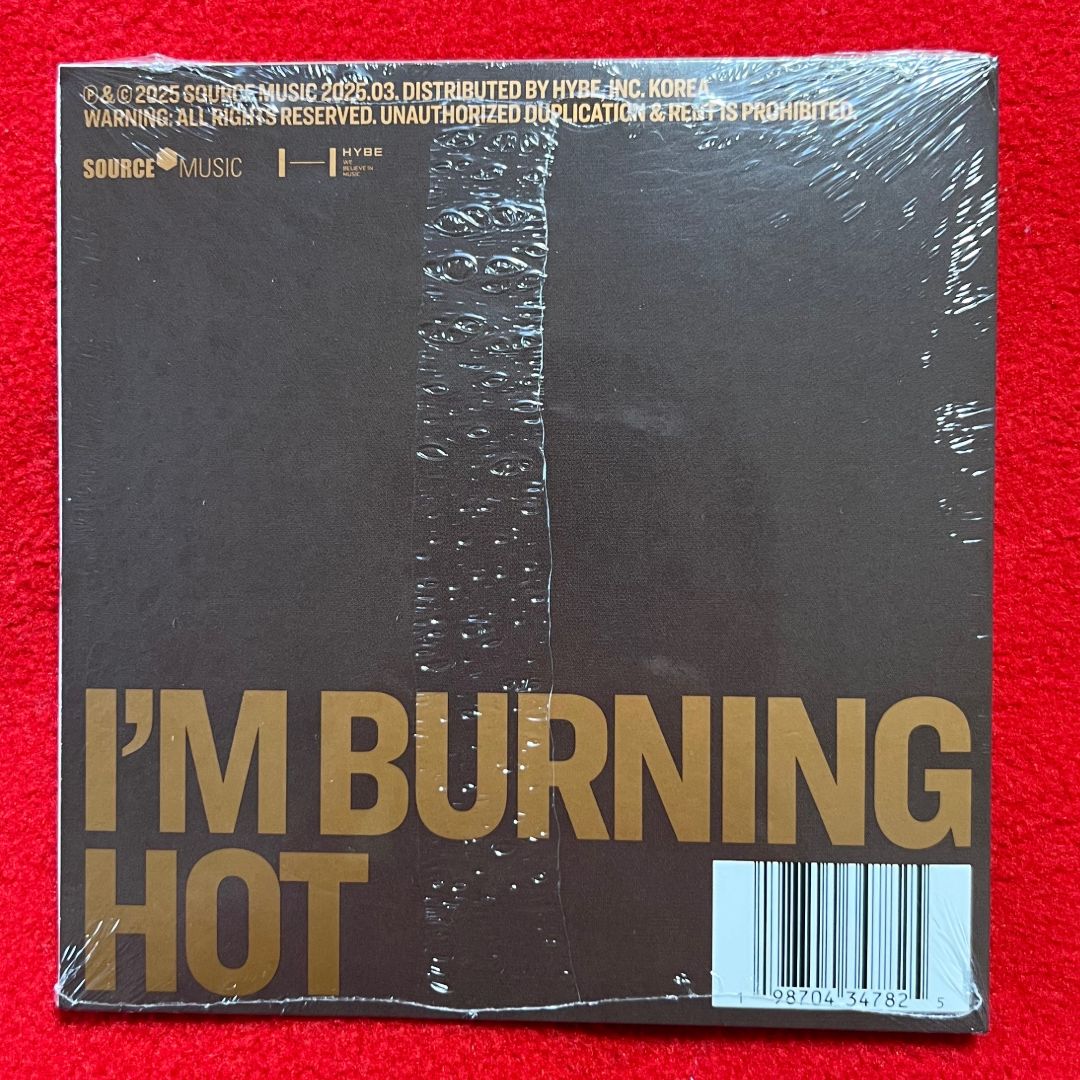 ℗ & © 2025 SOURCE MUSIC 2025.03. DISTRIBUTED BY HYBE INC. KOREA.
WARNING: ALL RIGHTS RESERVED. UNAUTHORIZED DUPLICATION & RENT IS PROHIBITED.
SOURCE MUSIC
HYBE
WE
BELIEVE IN
MUSIC
I'M BURNING
HOT
1 98704 34782 5